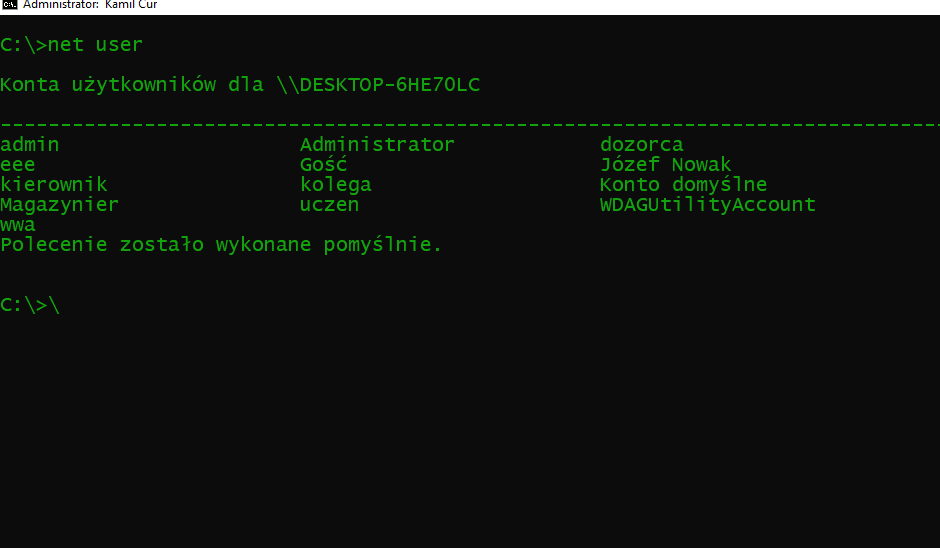 Administrator: Kamil Cur
C:\>net user
Konta użytkowników dla \\DESKTOP-6HE70LC
-------------------------------------------------------------------------------
admin Administrator dozorca
eee Gość Józef Nowak
kierownik kolega Konto domyślne
Magazynier uczen WDAGUtilityAccount
wwa
Polecenie zostało wykonane pomyślnie.
C:\>\